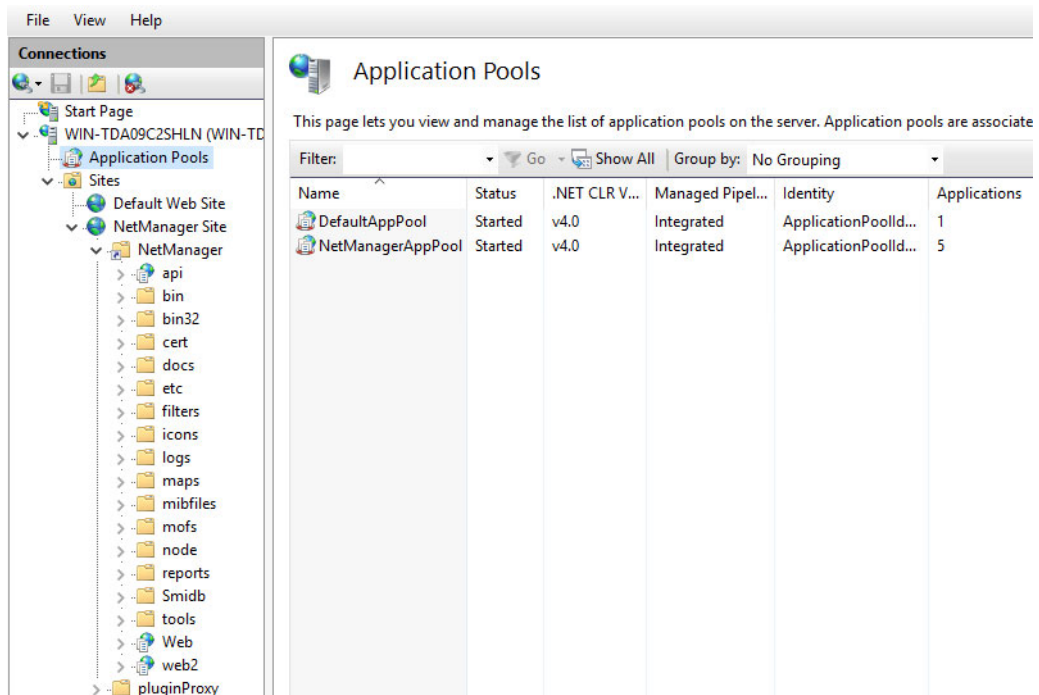 File View Help
Connections
Start Page
WIN-TDA09C2SHLN (WIN-TD
Application Pools
Sites
Default Web Site
NetManager Site
NetManager
api
bin
bin32
cert
docs
etc
filters
icons
logs
maps
mibfiles
mofs
node
reports
Smidb
tools
Web
web2
pluginProxy
Application Pools
This page lets you view and manage the list of application pools on the server. Application pools are associate
Filter: Go Show All Group by: No Grouping
Name Status .NET CLR V... Managed Pipel... Identity Applications
DefaultAppPool Started v4.0 Integrated ApplicationPoolId... 1
NetManagerAppPool Started v4.0 Integrated ApplicationPoolId... 5